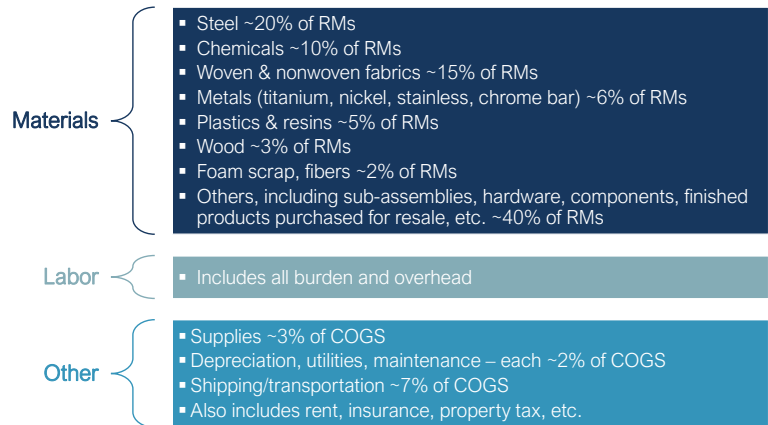 Materials
▪ Steel ~20% of RMs
▪ Chemicals ~10% of RMs
▪ Woven & nonwoven fabrics ~15% of RMs
▪ Metals (titanium, nickel, stainless, chrome bar) ~6% of RMs
▪ Plastics & resins ~5% of RMs
▪ Wood ~3% of RMs
▪ Foam scrap, fibers ~2% of RMs
▪ Others, including sub-assemblies, hardware, components, finished
products purchased for resale, etc. ~40% of RMs
Labor
▪ Includes all burden and overhead
Other
▪ Supplies ~3% of COGS
▪ Depreciation, utilities, maintenance – each ~2% of COGS
▪ Shipping/transportation ~7% of COGS
▪ Also includes rent, insurance, property tax, etc.